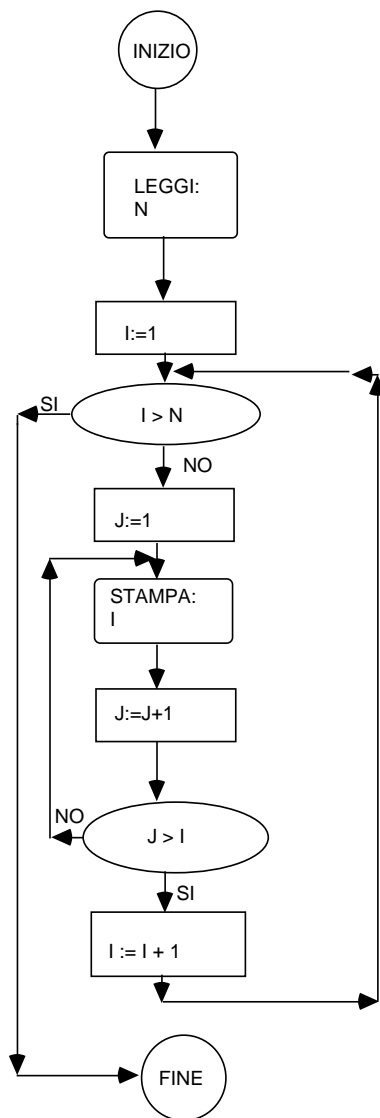 INIZIO
LEGGI:
N
I:=1
SI
I > N
NO
J:=1
STAMPA:
I
J:=J+1
NO
J > I
SI
I := I + 1
FINE